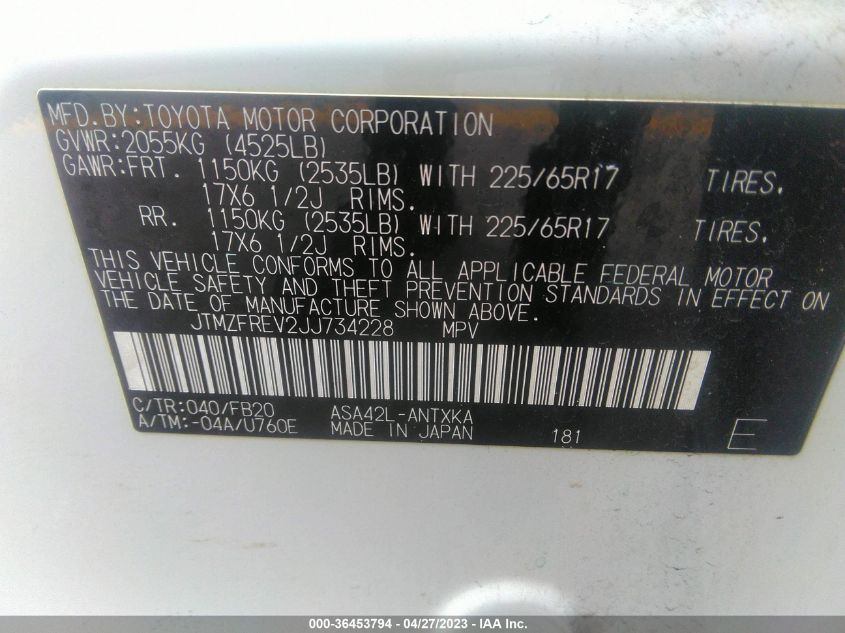 MFD.BY:TOYOTA MOTOR CORPORATION
GVWR:2055KG (4525LB)
GAWR:FRT. 1150KG (2535LB) WITH 225/65R17 TIRES.
17X6 1/2J RIMS.
RR. 1150KG (2535LB) WITH 225/65R17 TIRES.
17X6 1/2J RIMS.
THIS VEHICLE CONFORMS TO ALL APPLICABLE FEDERAL MOTOR
VEHICLE SAFETY AND THEFT PREVENTION STANDARDS IN EFFECT ON
THE DATE OF MANUFACTURE SHOWN ABOVE.
JTMZFREV2JJ734228 MPV
C/TR:040/FB20 ASA42L-ANTXKA
A/TM:-04A/U760E MADE IN JAPAN 181 E
000-36453794 - 04/27/2023 - IAA Inc.